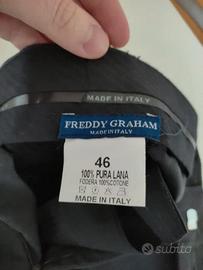 MADE IN ITALY
FREDDY GRAHAM
MADE IN ITALY
46
100% PURA LANA
FODERA 100%COTONE
MADE IN ITALY
subito